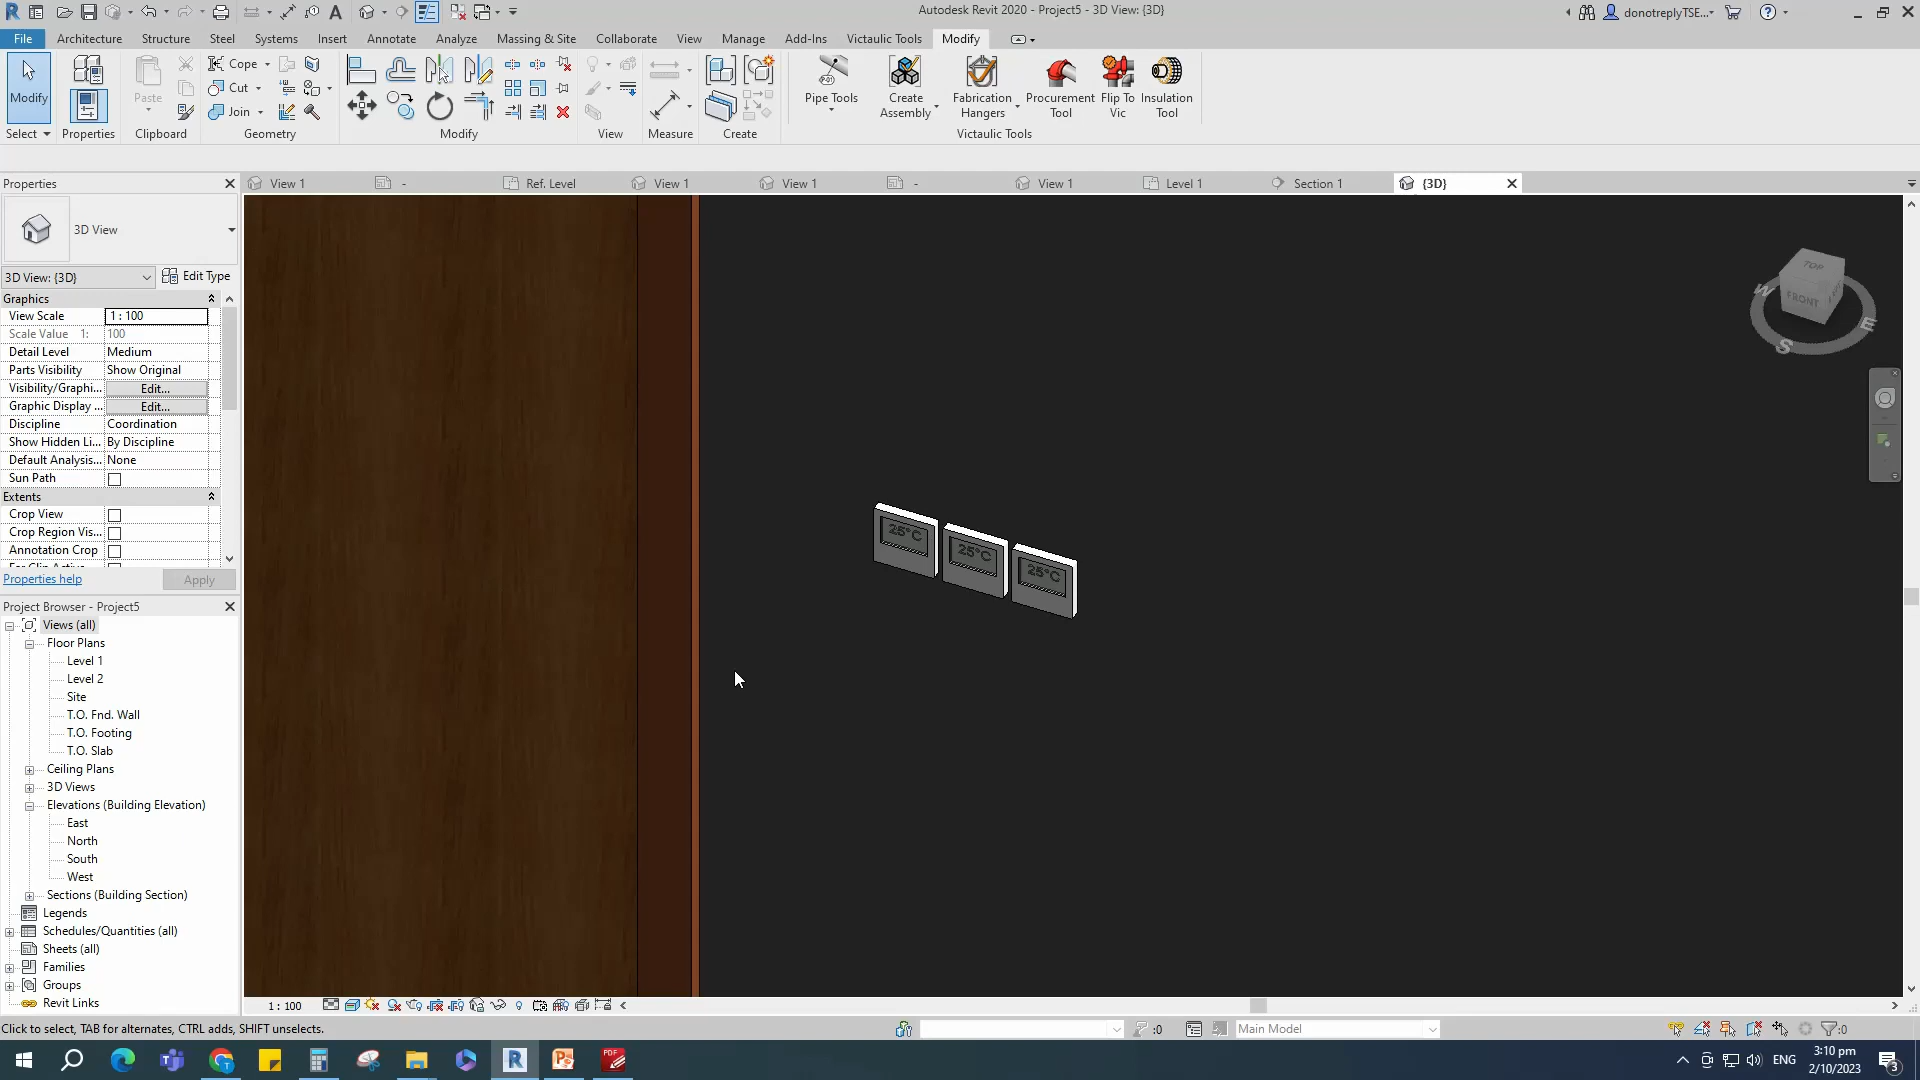 Autodesk Revit 2020 - Project5 - 3D View: {3D}
donotreplyTSE...
File
Architecture
Structure
Steel
Systems
Insert
Annotate
Analyze
Massing & Site
Collaborate
View
Manage
Add-Ins
Victaulic Tools
Modify
Modify
Select
Properties
Paste
Clipboard
Cope
Cut
Join
Geometry
Modify
View
Measure
Create
Pipe Tools
Create Assembly
Fabrication Hangers
Procurement Tool
Flip To Vic
Insulation Tool
Victaulic Tools
Properties
View 1
-
Ref. Level
View 1
View 1
-
View 1
Level 1
Section 1
{3D}
3D View
3D View: {3D}
Edit Type
Graphics
View Scale 1 : 100
Scale Value 1: 100
Detail Level Medium
Parts Visibility Show Original
Visibility/Graphi... Edit...
Graphic Display ... Edit...
Discipline Coordination
Show Hidden Li... By Discipline
Default Analysis... None
Sun Path
Extents
Crop View
Crop Region Vis...
Annotation Crop
Properties help
Apply
Project Browser - Project5
Views (all)
Floor Plans
Level 1
Level 2
Site
T.O. Fnd. Wall
T.O. Footing
T.O. Slab
Ceiling Plans
3D Views
Elevations (Building Elevation)
East
North
South
West
Sections (Building Section)
Legends
Schedules/Quantities (all)
Sheets (all)
Families
Groups
Revit Links
TOP
FRONT
W
S
E
25°C
25°C
25°C
1 : 100
Click to select, TAB for alternates, CTRL adds, SHIFT unselects.
:0
Main Model
:0
ENG
3:10 pm
2/10/2023
3